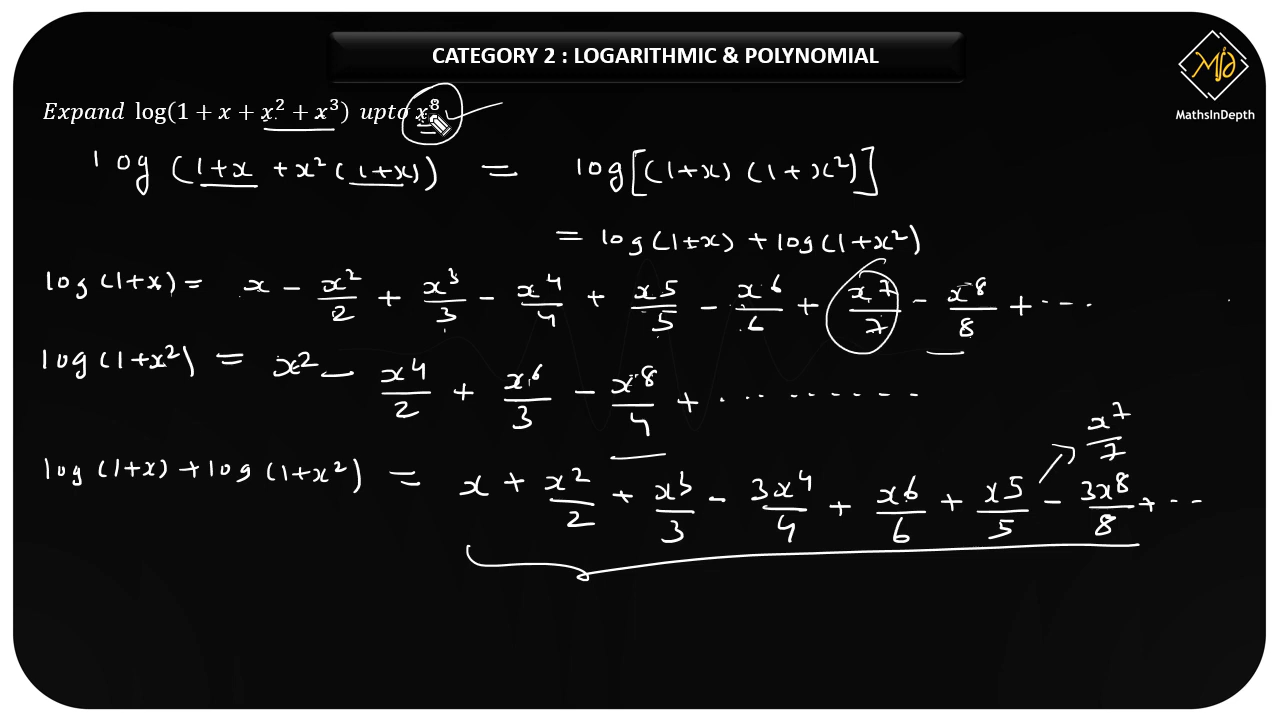 CATEGORY 2 : LOGARITHMIC & POLYNOMIAL
MathsInDepth
Expand log(1 + x + x² + x³) upto x⁸
log (1+x + x² (1+x)) = log[(1+x) (1+x²)]
= log(1+x) + log(1+x²)
log(1+x) = x - x²/2 + x³/3 - x⁴/4 + x⁵/5 - x⁶/6 + x⁷/7 - x⁸/8 + ....
log(1+x²) = x² - x⁴/2 + x⁶/3 - x⁸/4 + ..........
x⁷/7
log(1+x) + log(1+x²) = x + x²/2 + x³/3 - 3x⁴/4 + x⁶/6 + x⁵/5 - 3x⁸/8 + ...